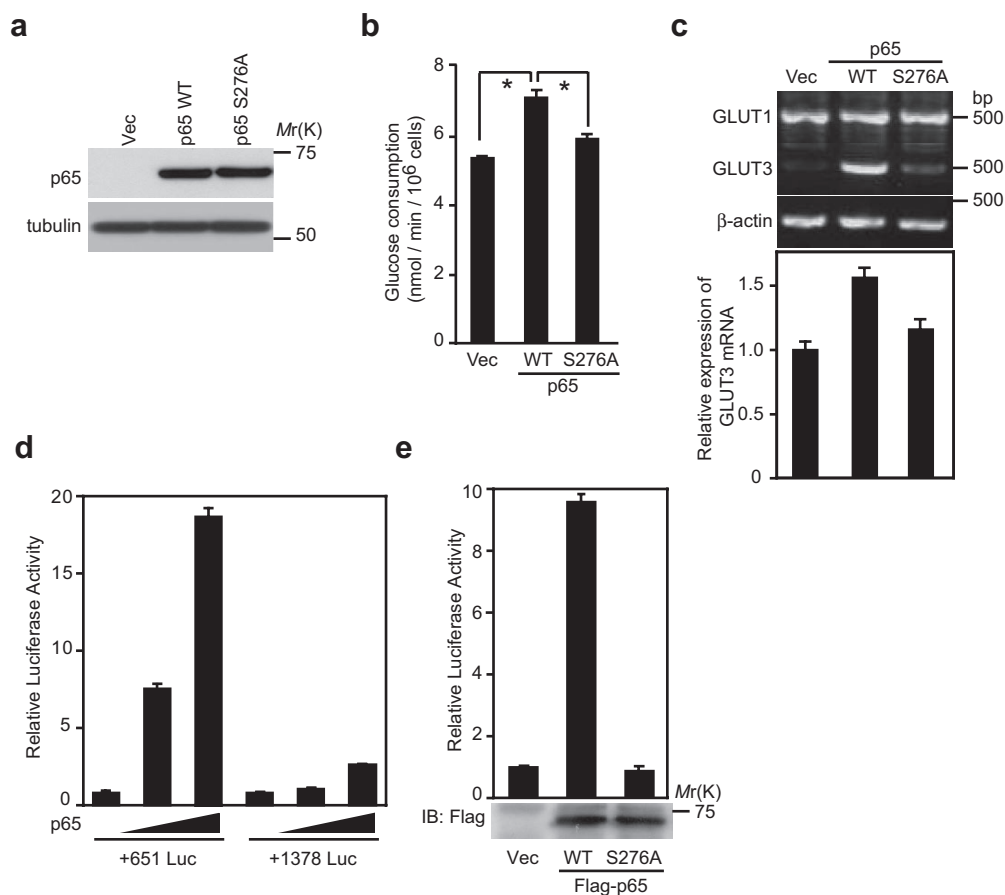 a
Vec
p65 WT
p65 S276A
Mr(K)
75
p65
tubulin
50
b
8
6
4
2
0
Glucose consumption
(nmol / min / 10⁶ cells)
*
*
Vec
WT
S276A
p65
c
p65
Vec
WT
S276A
bp
GLUT1
500
GLUT3
500
500
β-actin
1.5
1.0
0.5
0
Relative expression of
GLUT3 mRNA
Vec
WT
S276A
p65
d
20
15
10
5
0
Relative Luciferase Activity
p65
+651 Luc
+1378 Luc
e
10
8
6
4
2
0
Relative Luciferase Activity
Mr(K)
75
IB: Flag
Vec
WT
S276A
Flag-p65